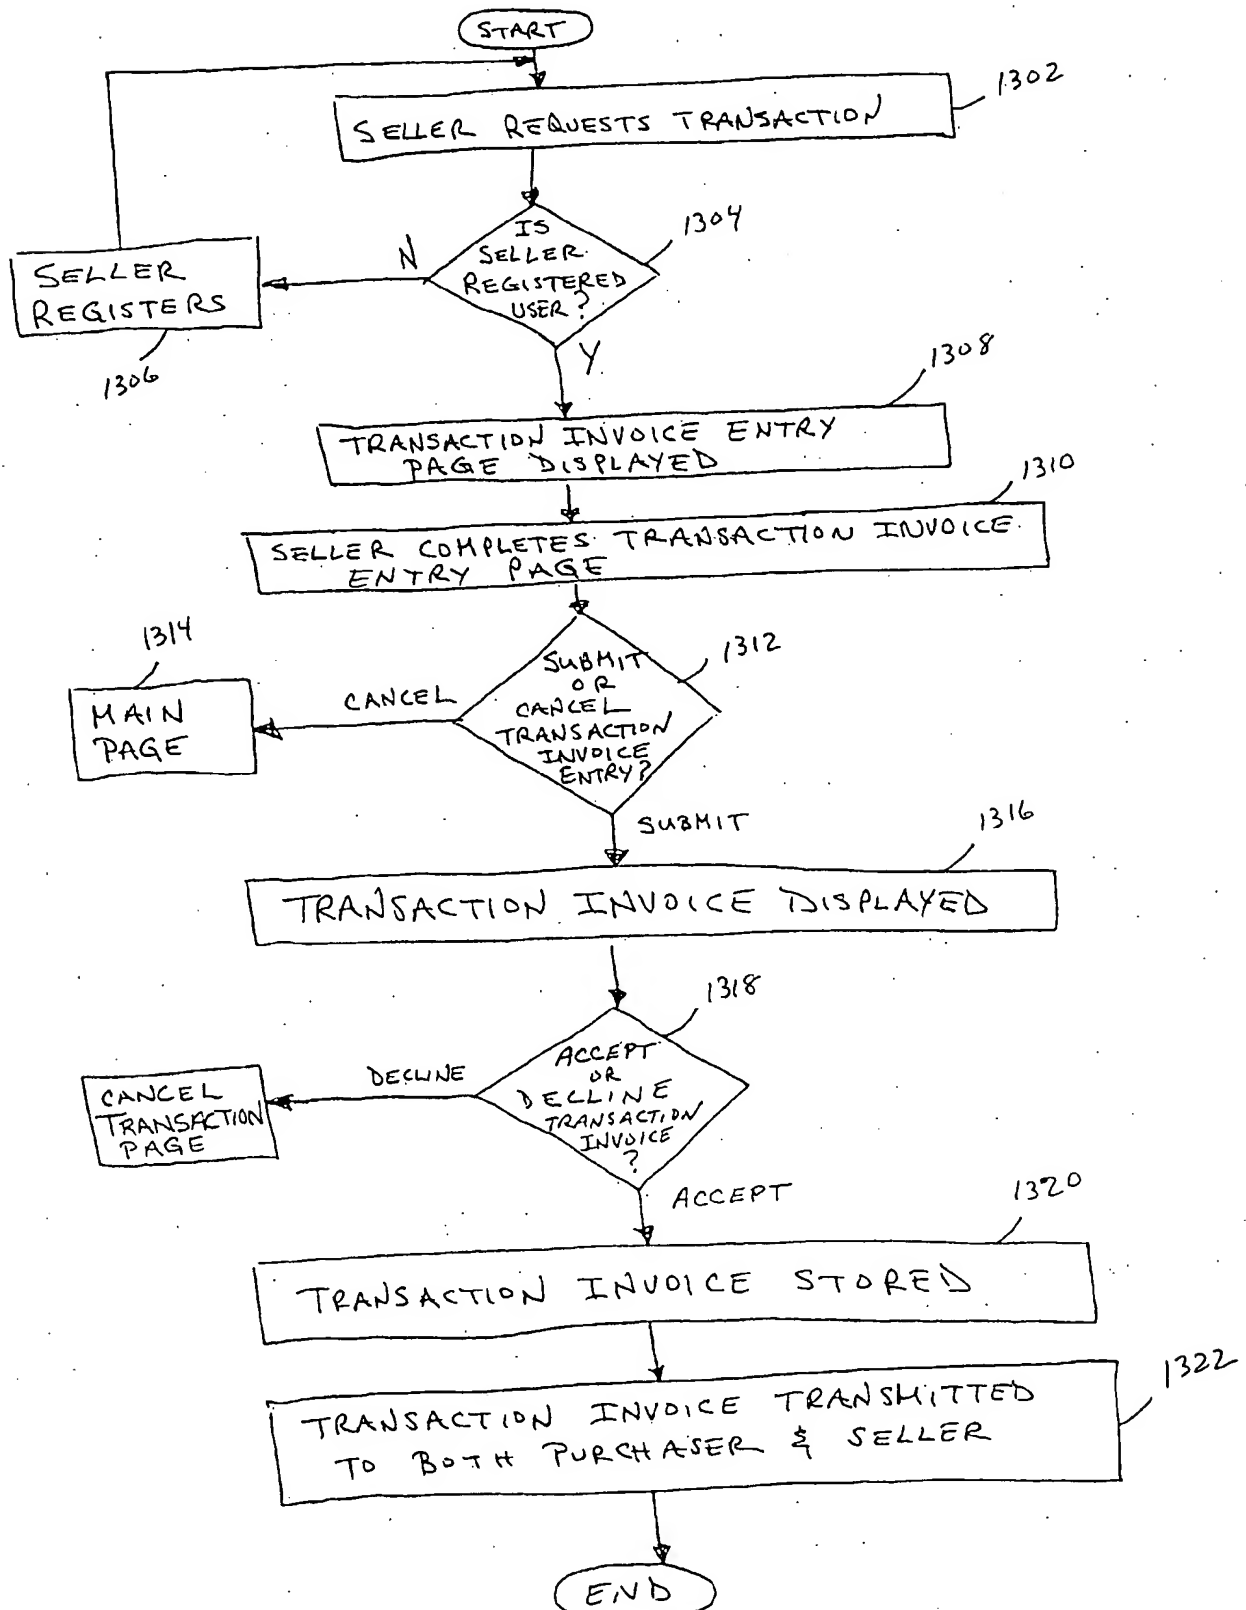 START
1302
SELLER REQUESTS TRANSACTION
1304
IS
SELLER
REGISTERED
USER?
N
SELLER
REGISTERS
1306
Y
1308
TRANSACTION INVOICE ENTRY
PAGE DISPLAYED
1310
SELLER COMPLETES TRANSACTION INVOICE
ENTRY PAGE
1312
SUBMIT
OR
CANCEL
TRANSACTION
INVOICE
ENTRY?
CANCEL
1314
MAIN
PAGE
SUBMIT
1316
TRANSACTION INVOICE DISPLAYED
1318
ACCEPT
OR
DECLINE
TRANSACTION
INVOICE
?
DECLINE
CANCEL
TRANSACTION
PAGE
ACCEPT
1320
TRANSACTION INVOICE STORED
1322
TRANSACTION INVOICE TRANSMITTED
TO BOTH PURCHASER & SELLER
END